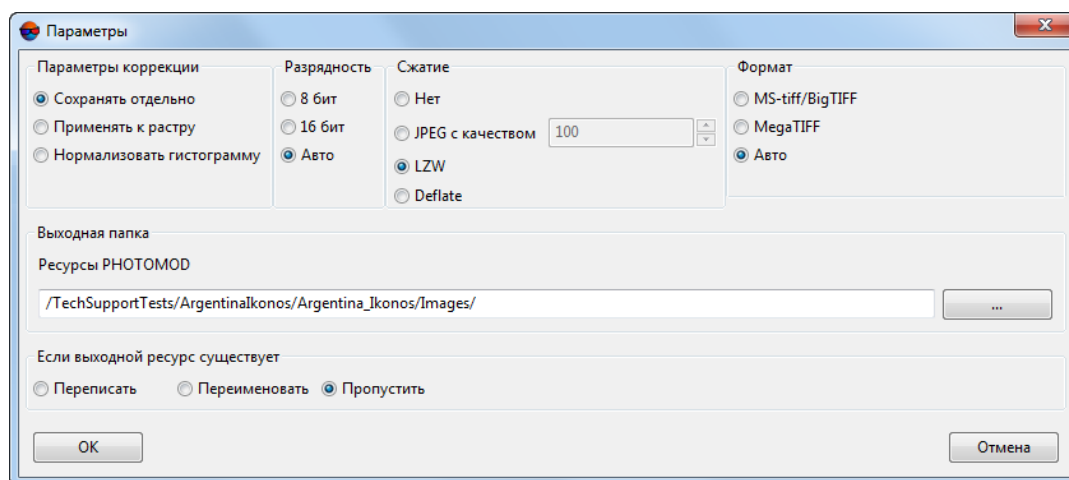 Параметры
Параметры коррекции
Сохранять отдельно
Применять к растру
Нормализовать гистограмму
Разрядность
8 бит
16 бит
Авто
Сжатие
Нет
JPEG с качеством 100
LZW
Deflate
Формат
MS-tiff/BigTIFF
MegaTIFF
Авто
Выходная папка
Ресурсы PHOTOMOD
/TechSupportTests/ArgentinaIkonos/Argentina_Ikonos/Images/ ...
Если выходной ресурс существует
Переписать Переименовать Пропустить
OK Отмена